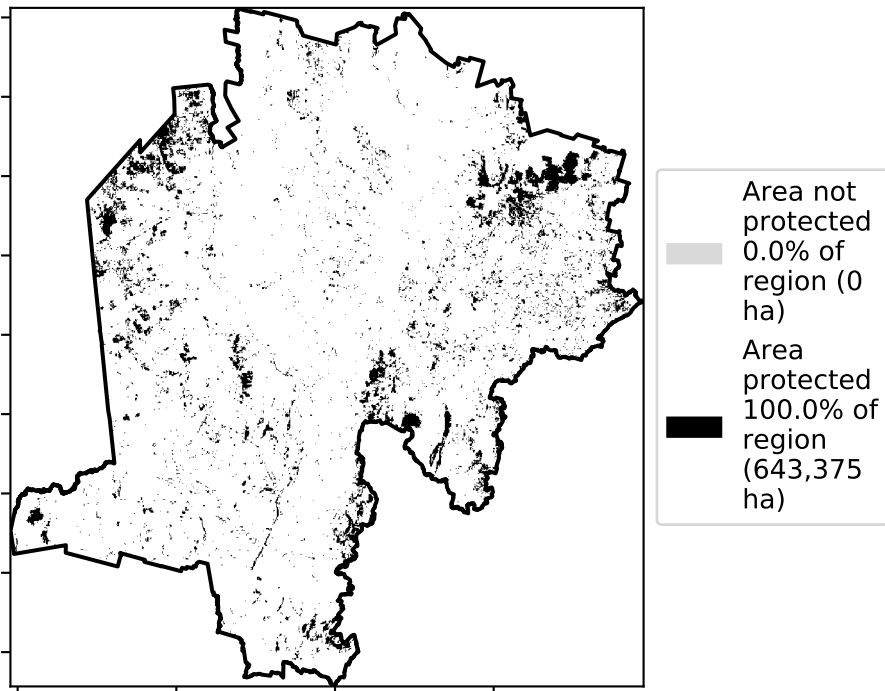 Area not
protected
0.0% of
region (0
ha)
Area
protected
100.0% of
region
(643,375
ha)